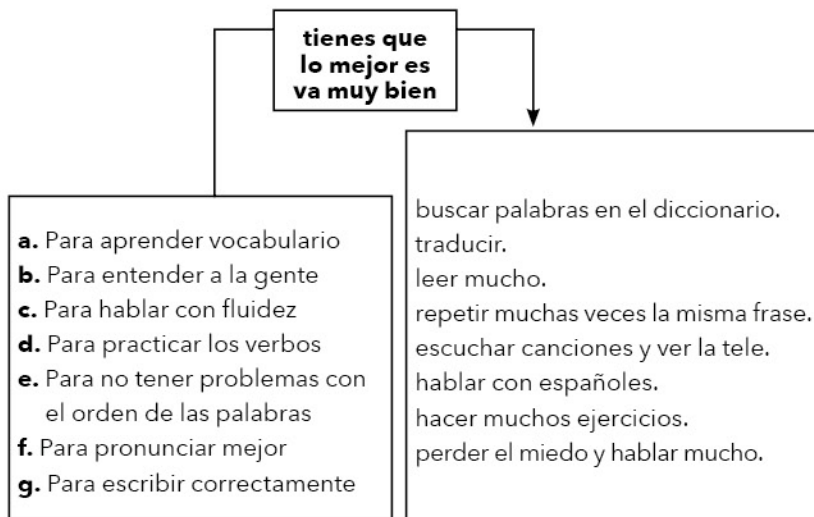 tienes que
lo mejor es
va muy bien
a. Para aprender vocabulario
b. Para entender a la gente
c. Para hablar con fluidez
d. Para practicar los verbos
e. Para no tener problemas con
el orden de las palabras
f. Para pronunciar mejor
g. Para escribir correctamente
buscar palabras en el diccionario.
traducir.
leer mucho.
repetir muchas veces la misma frase.
escuchar canciones y ver la tele.
hablar con españoles.
hacer muchos ejercicios.
perder el miedo y hablar mucho.